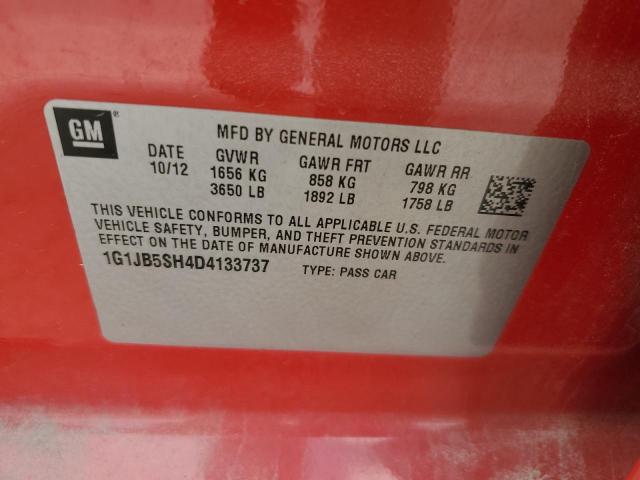 GM ®
MFD BY GENERAL MOTORS LLC
DATE GVWR GAWR FRT GAWR RR
10/12 1656 KG 858 KG 798 KG
3650 LB 1892 LB 1758 LB
THIS VEHICLE CONFORMS TO ALL APPLICABLE U.S. FEDERAL MOTOR
VEHICLE SAFETY, BUMPER, AND THEFT PREVENTION STANDARDS IN
EFFECT ON THE DATE OF MANUFACTURE SHOWN ABOVE.
1G1JB5SH4D4133737 TYPE: PASS CAR